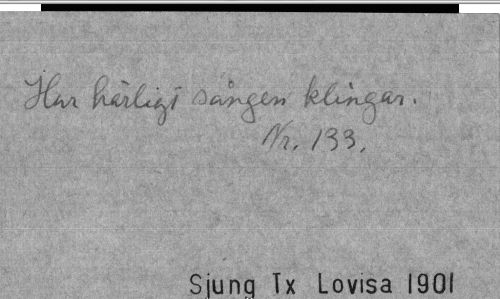 Hur härligt sången klingar.
Nr. 133.
Sjung Tx Lovisa 1901